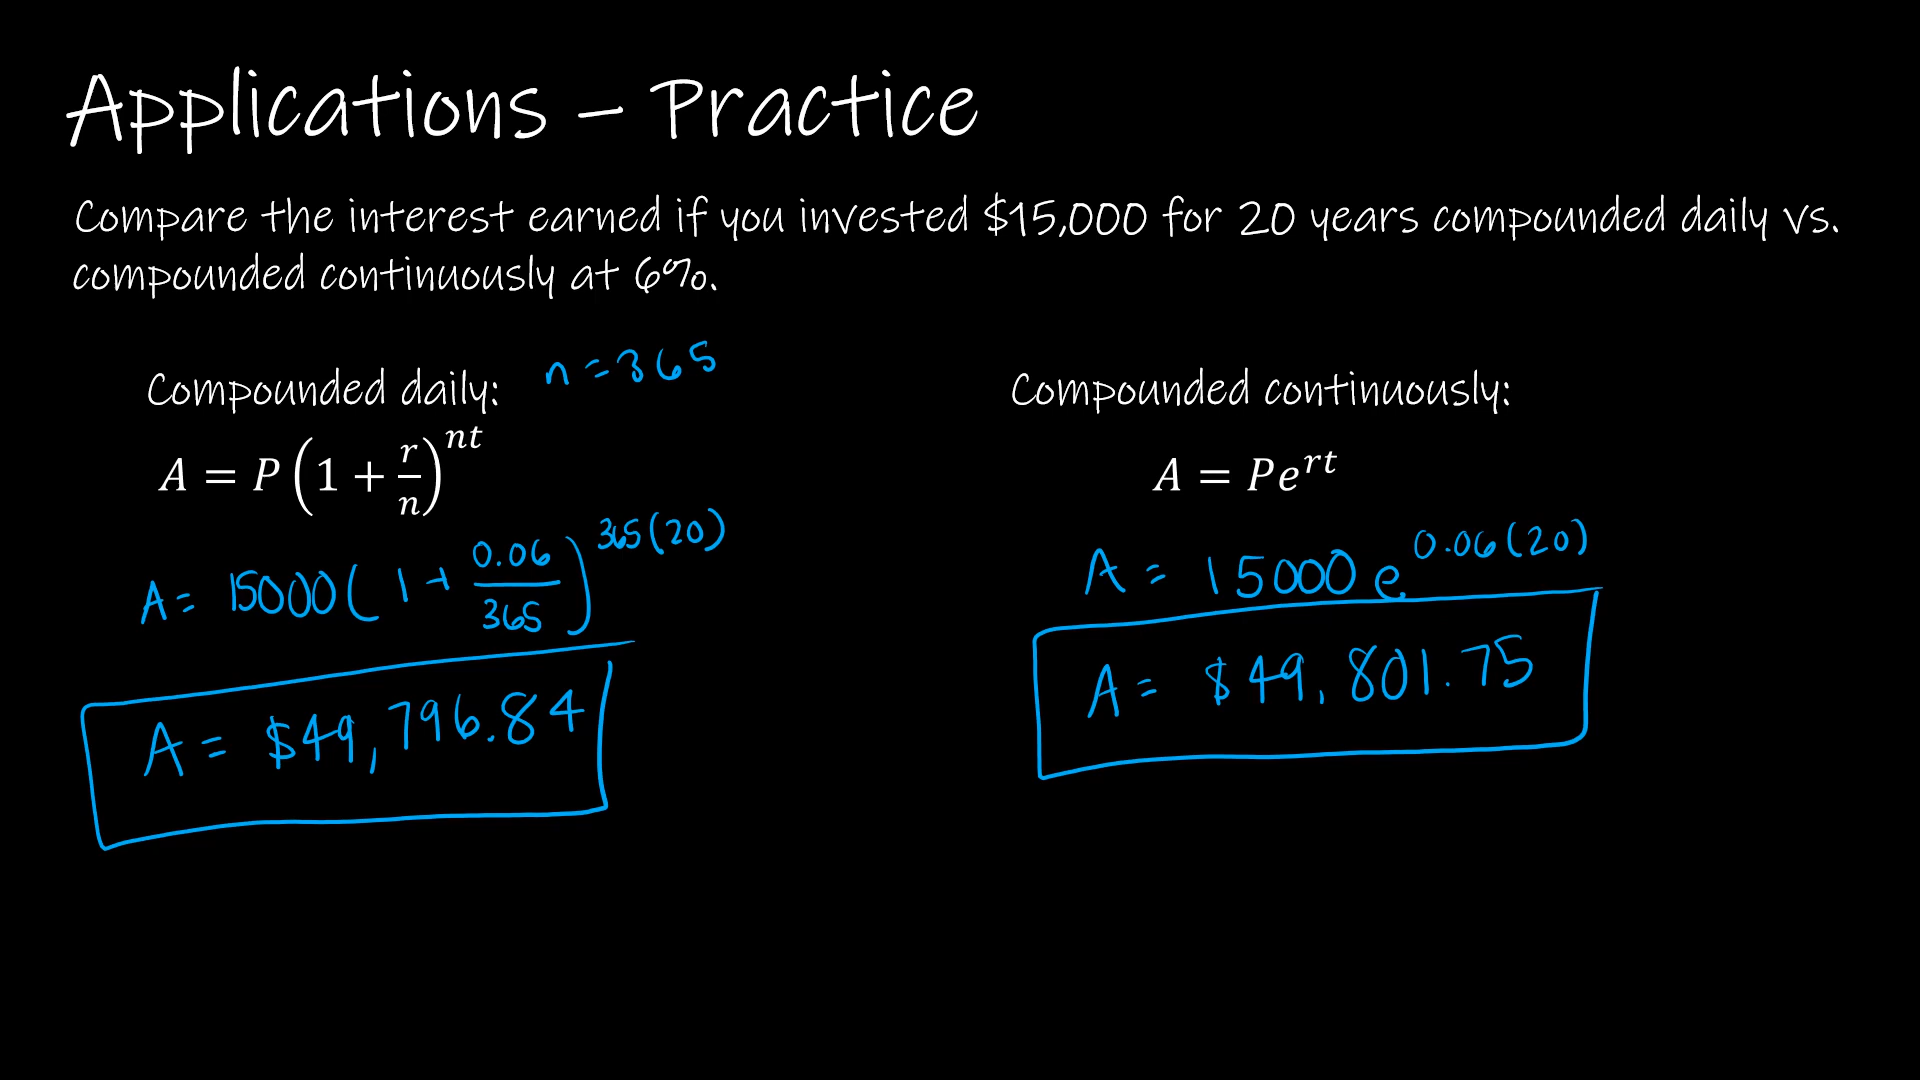 Applications – Practice
Compare the interest earned if you invested $15,000 for 20 years compounded daily vs.
compounded continuously at 6%.
Compounded daily: n = 365
A = P(1 + r/n)^{nt}
A = 15000(1 + 0.06/365)^{365(20)}
A = $49,796.84
Compounded continuously:
A = Pe^{rt}
A = 15000e^{0.06(20)}
A = $49,801.75